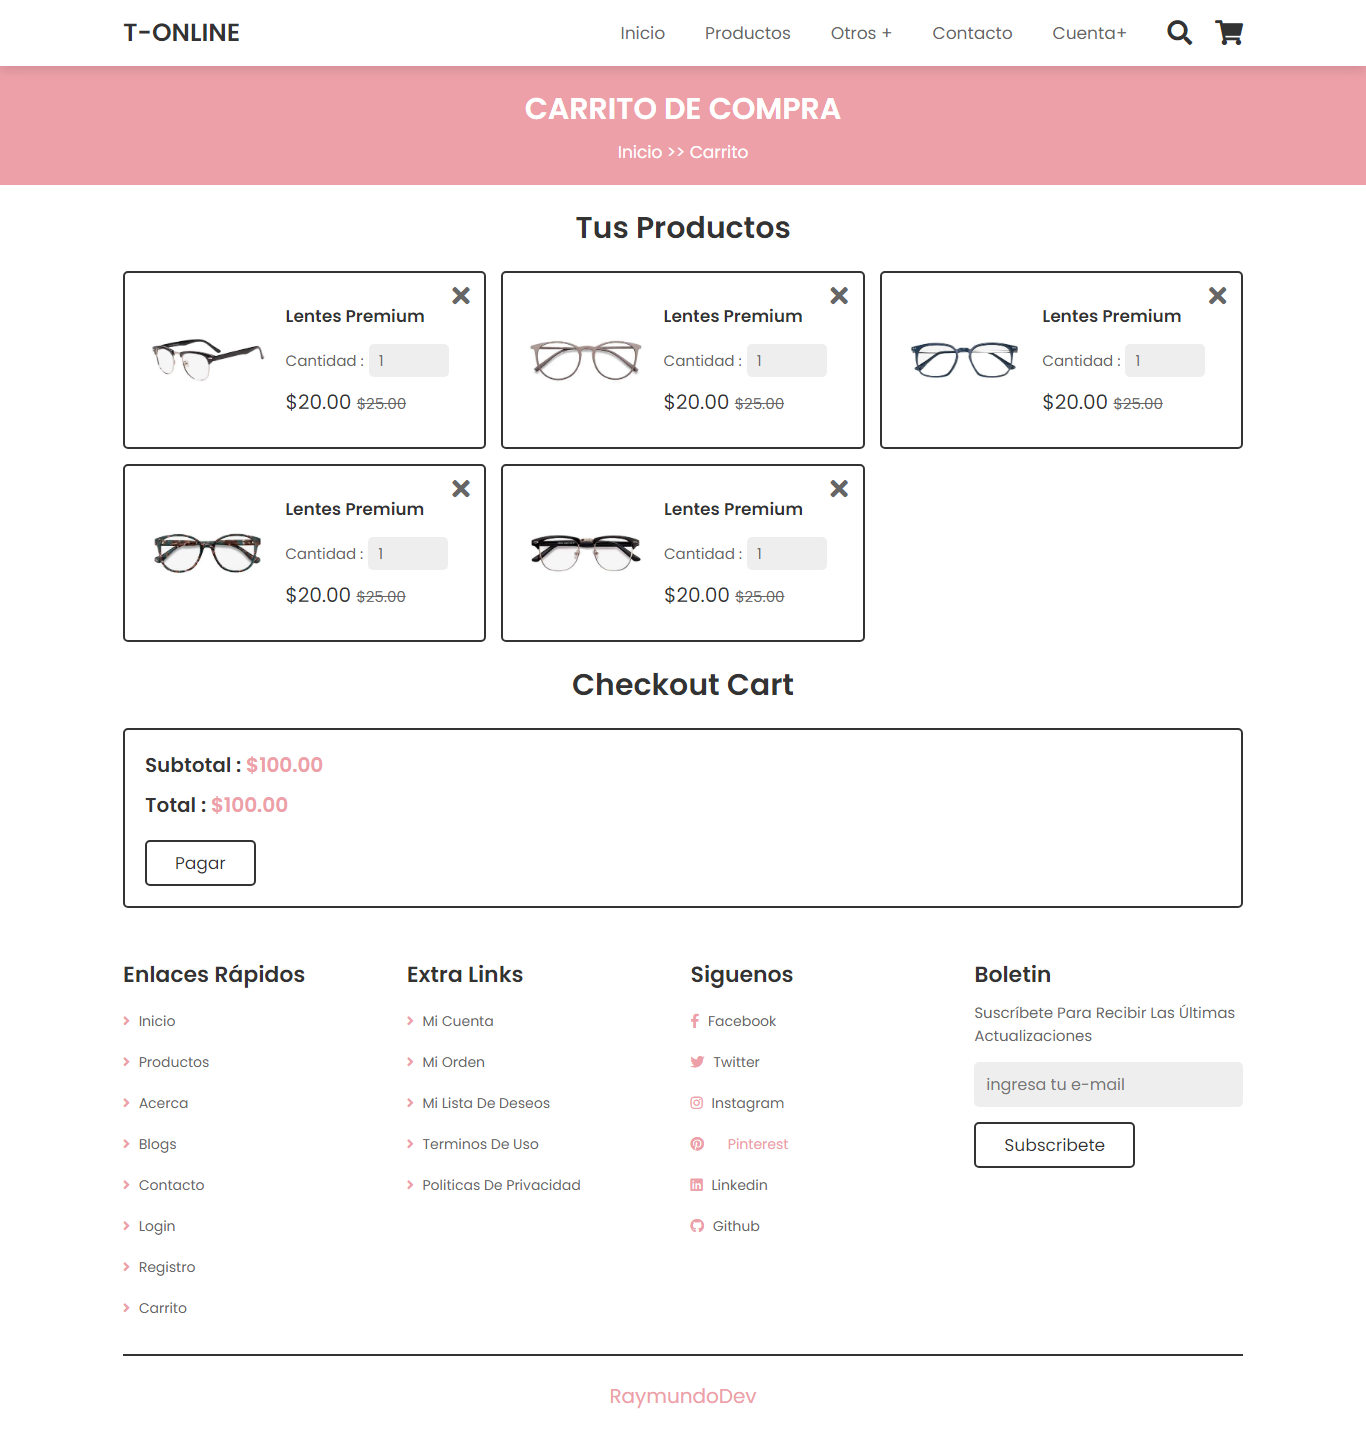 T-ONLINE
Inicio Productos Otros + Contacto Cuenta+
CARRITO DE COMPRA
Inicio >> Carrito
Tus Productos
Lentes Premium
Cantidad : 1
$20.00 $25.00
Lentes Premium
Cantidad : 1
$20.00 $25.00
Lentes Premium
Cantidad : 1
$20.00 $25.00
Lentes Premium
Cantidad : 1
$20.00 $25.00
Lentes Premium
Cantidad : 1
$20.00 $25.00
Checkout Cart
Subtotal : $100.00
Total : $100.00
Pagar
Enlaces Rápidos
Inicio
Productos
Acerca
Blogs
Contacto
Login
Registro
Carrito
Extra Links
Mi Cuenta
Mi Orden
Mi Lista De Deseos
Terminos De Uso
Politicas De Privacidad
Siguenos
Facebook
Twitter
Instagram
Pinterest
Linkedin
Github
Boletin
Suscríbete Para Recibir Las Últimas
Actualizaciones
ingresa tu e-mail
Subscribete
RaymundoDev